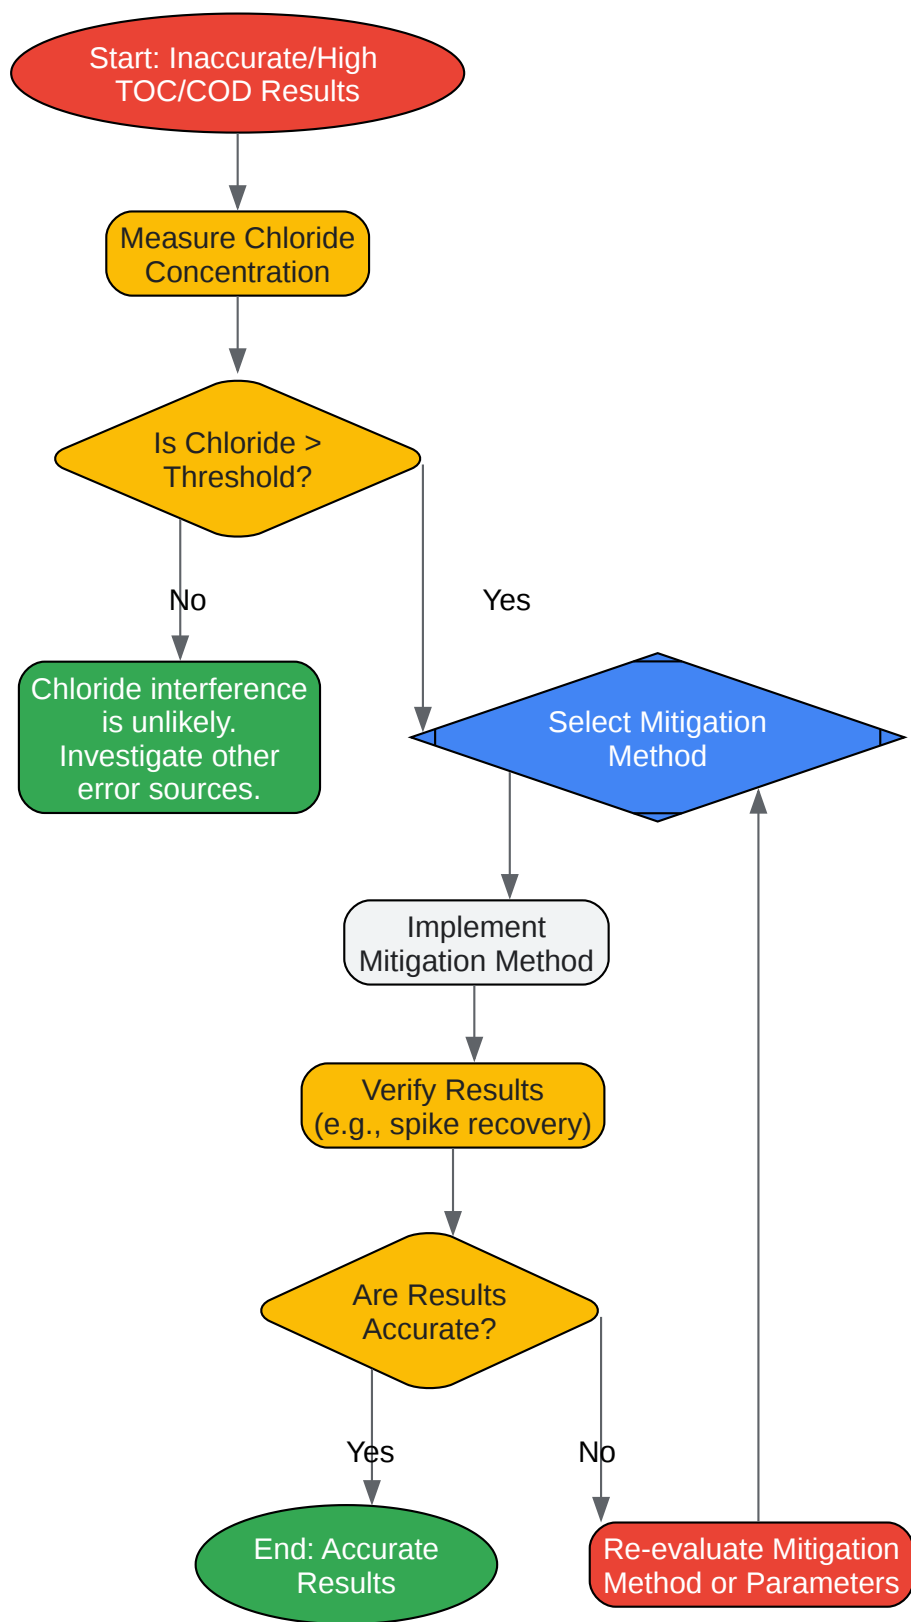 Start: Inaccurate/High
TOC/COD Results
Measure Chloride
Concentration
Is Chloride >
Threshold?
No
Yes
Chloride interference
is unlikely.
Investigate other
error sources.
Select Mitigation
Method
Implement
Mitigation Method
Verify Results
(e.g., spike recovery)
Are Results
Accurate?
Yes
No
End: Accurate
Results
Re-evaluate Mitigation
Method or Parameters